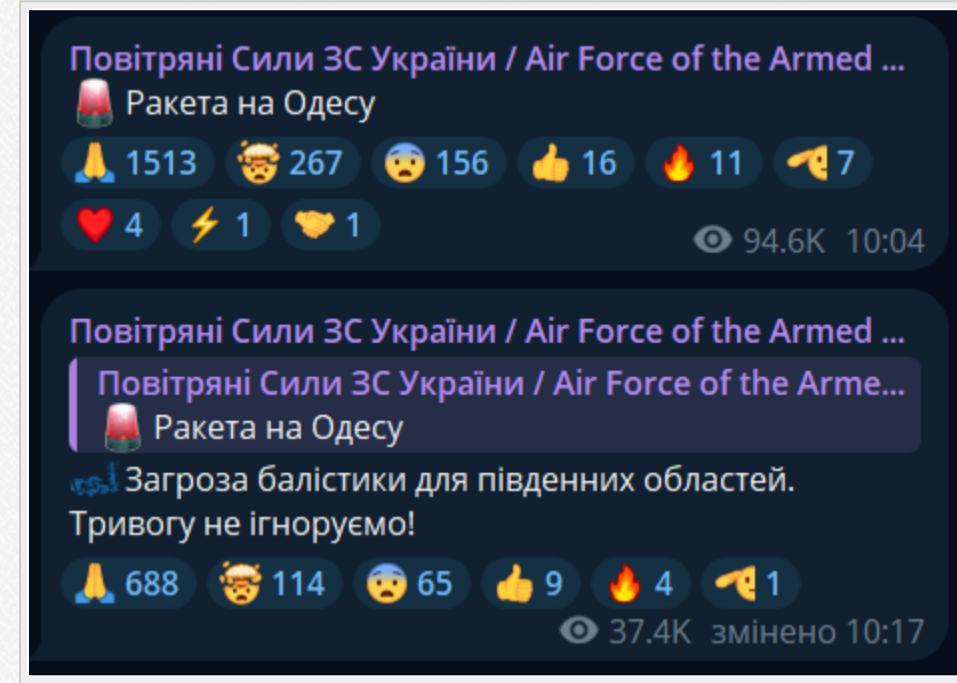 Повітряні Сили ЗС України / Air Force of the Armed ...
🚨 Ракета на Одесу
🙏 1513 🤯 267 😨 156 👍 16 🔥 11 🫡 7
❤️ 4 ⚡ 1 🤝 1
94.6K 10:04
Повітряні Сили ЗС України / Air Force of the Armed ...
Повітряні Сили ЗС України / Air Force of the Arme...
🚨 Ракета на Одесу
Загроза балістики для південних областей.
Тривогу не ігноруємо!
🙏 688 🤯 114 😨 65 👍 9 🔥 4 🫡 1
37.4K змінено 10:17